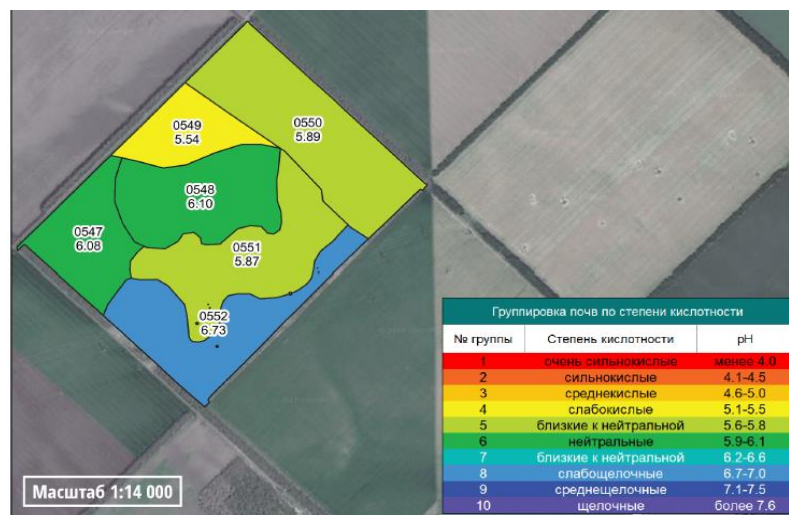 0549
5.54
0550
5.89
0548
6.10
0547
6.08
0551
5.87
0552
6.73
Группировка почв по степени кислотности
№ группы Степень кислотности pH
1 очень сильнокислые менее 4.0
2 сильнокислые 4.1-4.5
3 среднекислые 4.6-5.0
4 слабокислые 5.1-5.5
5 близкие к нейтральной 5.6-5.8
6 нейтральные 5.9-6.1
7 близкие к нейтральной 6.2-6.6
8 слабощелочные 6.7-7.0
9 среднещелочные 7.1-7.5
10 щелочные более 7.6
Масштаб 1:14 000